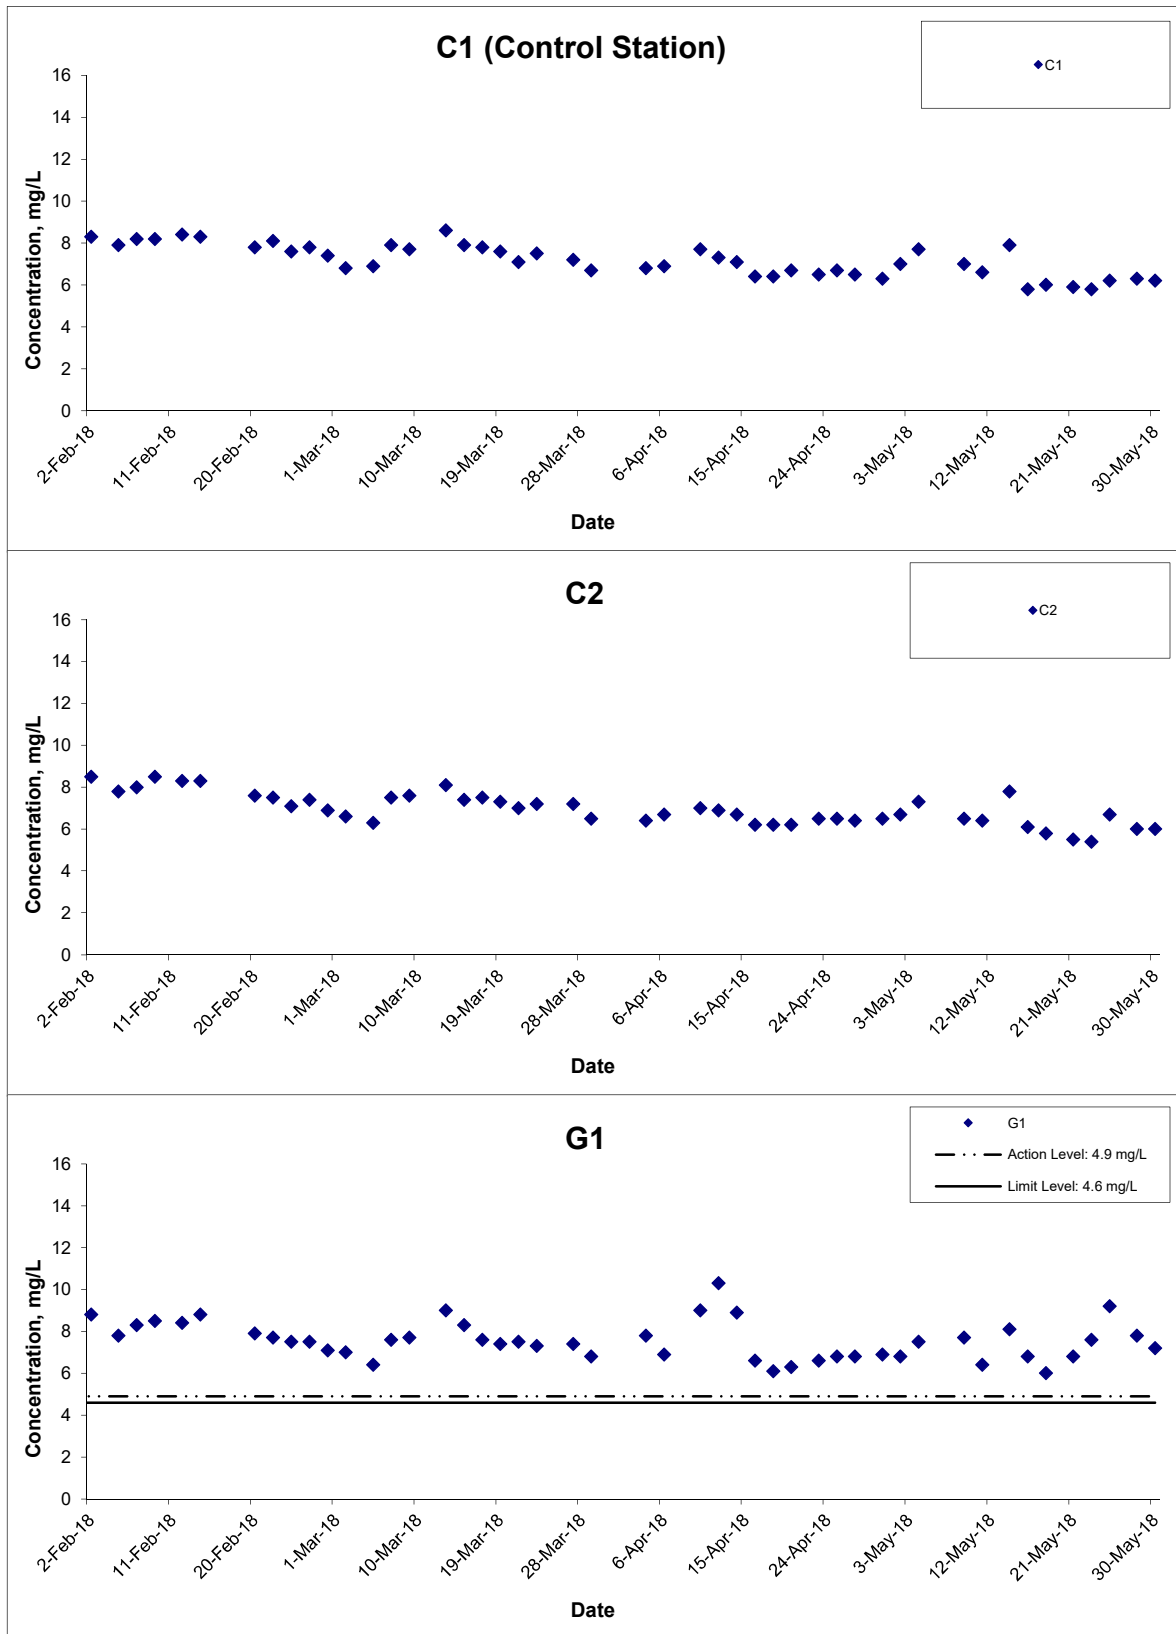 C1 (Control Station)
C1
Concentration, mg/L
16
14
12
10
8
6
4
2
0
2-Feb-18
11-Feb-18
20-Feb-18
1-Mar-18
10-Mar-18
19-Mar-18
28-Mar-18
6-Apr-18
15-Apr-18
24-Apr-18
3-May-18
12-May-18
21-May-18
30-May-18
Date
C2
C2
Concentration, mg/L
16
14
12
10
8
6
4
2
0
2-Feb-18
11-Feb-18
20-Feb-18
1-Mar-18
10-Mar-18
19-Mar-18
28-Mar-18
6-Apr-18
15-Apr-18
24-Apr-18
3-May-18
12-May-18
21-May-18
30-May-18
Date
G1
G1
Action Level: 4.9 mg/L
Limit Level: 4.6 mg/L
Concentration, mg/L
16
14
12
10
8
6
4
2
0
2-Feb-18
11-Feb-18
20-Feb-18
1-Mar-18
10-Mar-18
19-Mar-18
28-Mar-18
6-Apr-18
15-Apr-18
24-Apr-18
3-May-18
12-May-18
21-May-18
30-May-18
Date